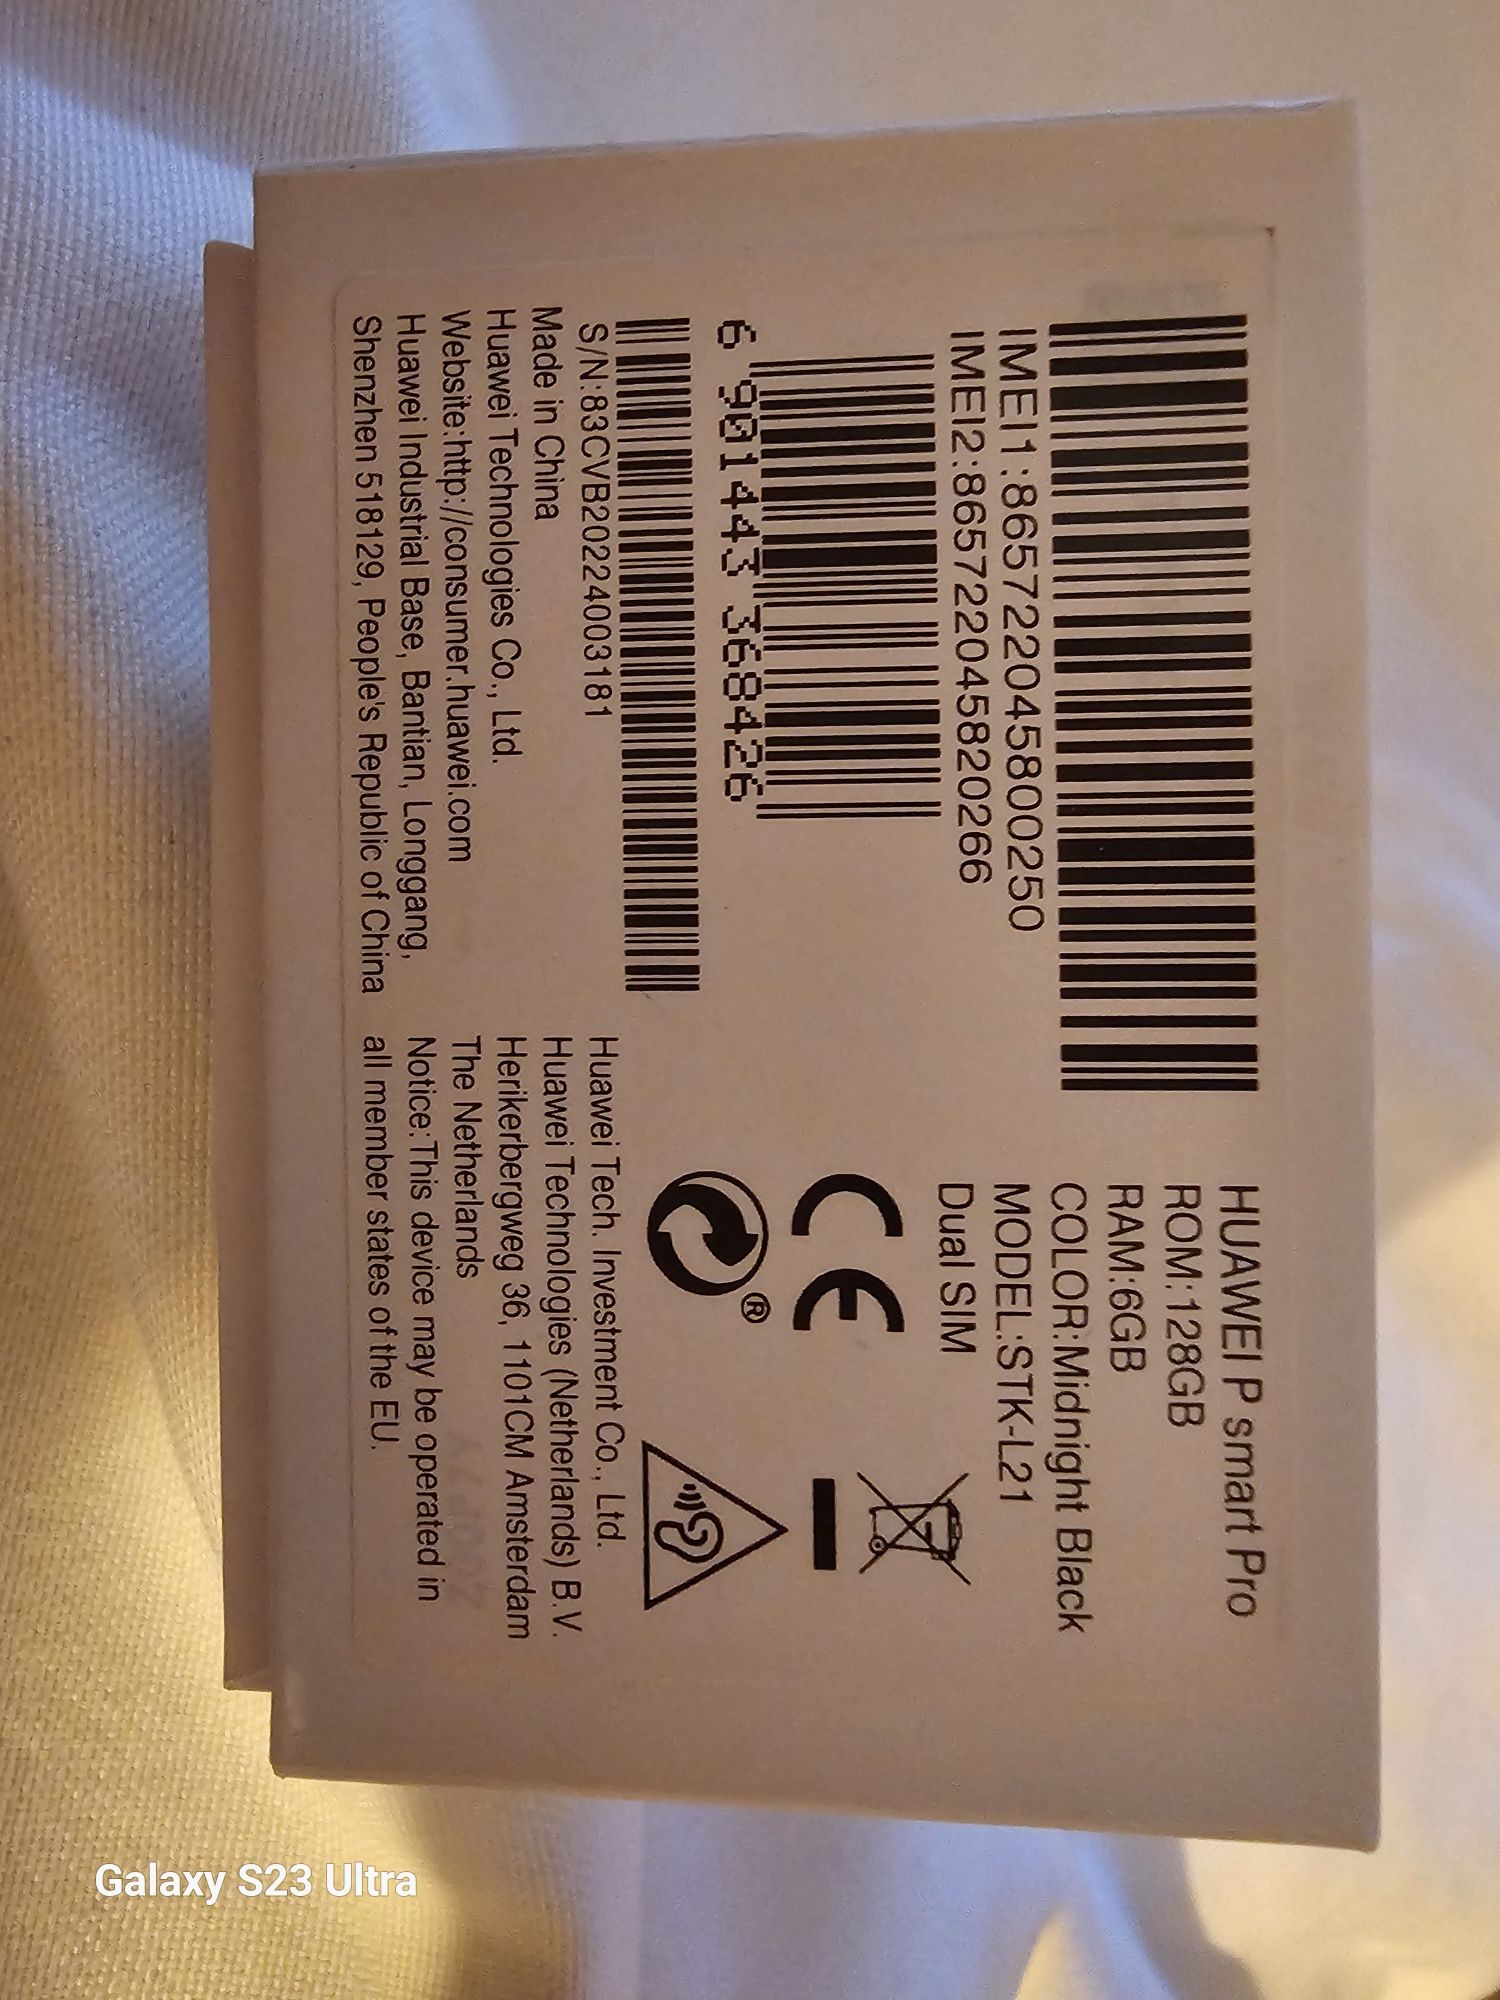 HUAWEI P smart Pro
ROM:128GB
RAM:6GB
COLOR:Midnight Black
MODEL:STK-L21
Dual SIM
IMEI1:865722045800250
IMEI2:865722045820266
6 901443 368426
S/N:83CVB20224003181
Made in China
Huawei Technologies Co., Ltd.
Website:http://consumer.huawei.com
Huawei Industrial Base, Bantian, Longgang,
Shenzhen 518129, People's Republic of China
CE
®
Huawei Tech. Investment Co., Ltd.
Huawei Technologies (Netherlands) B.V.
Herikerbergweg 36, 1101CM Amsterdam
The Netherlands
Notice:This device may be operated in
all member states of the EU.
Galaxy S23 Ultra